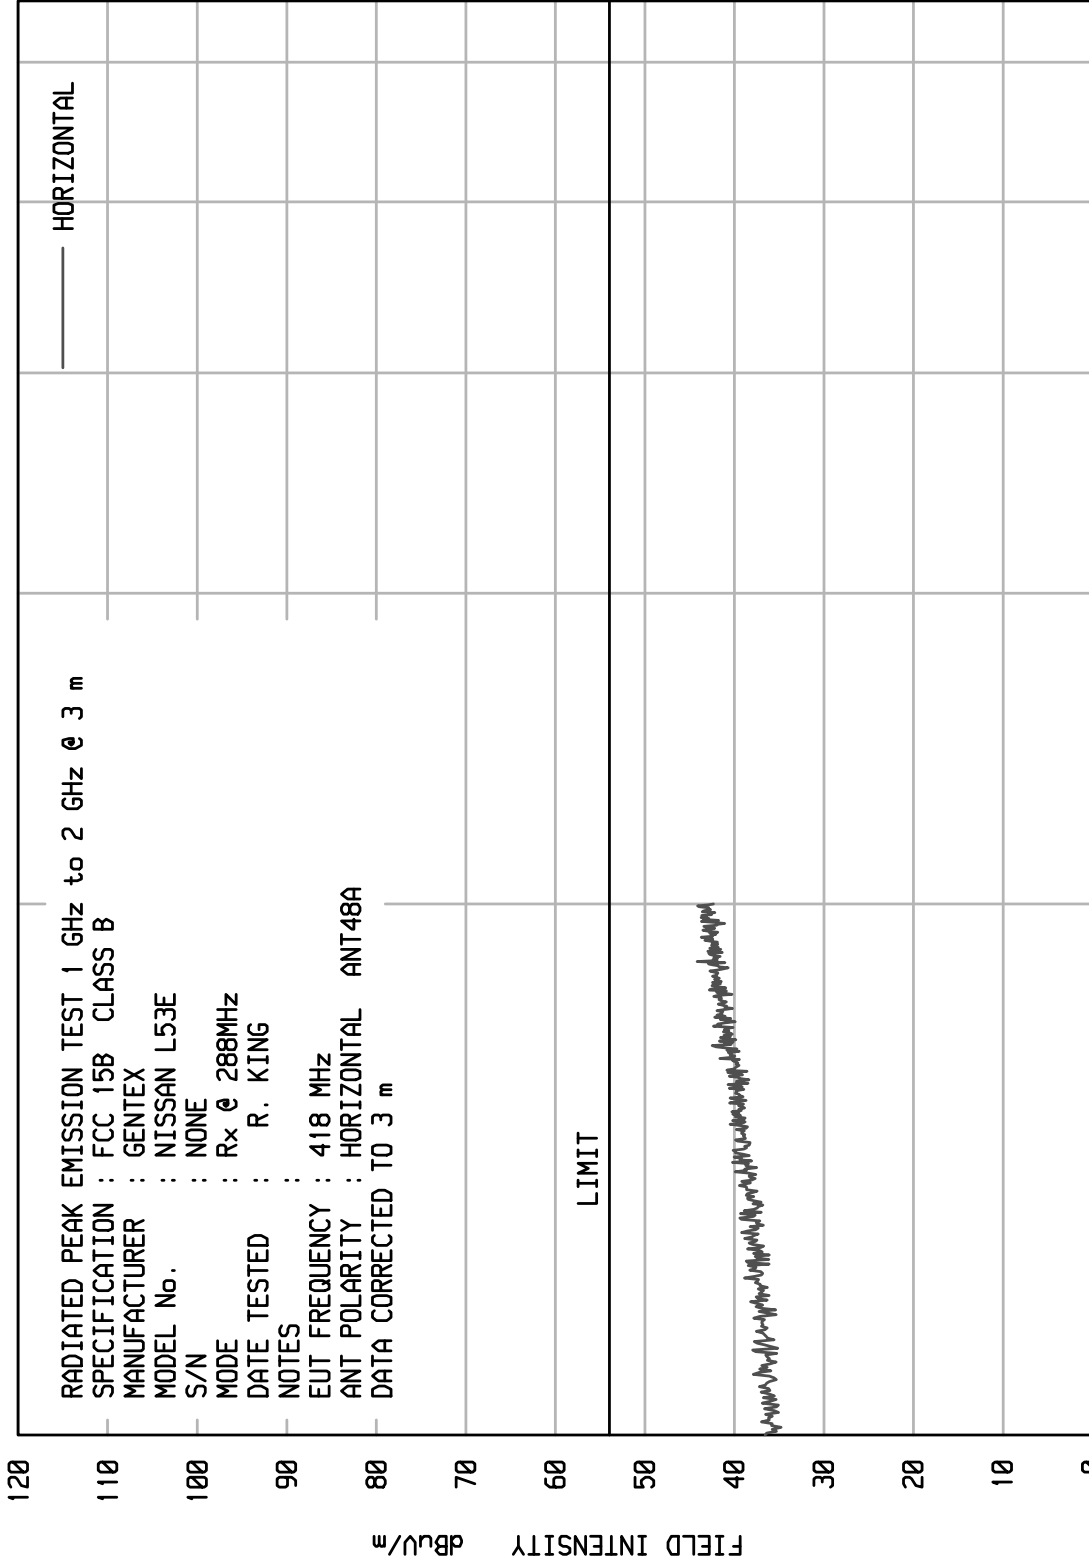 HORIZONTAL
RADIATED PEAK EMISSION TEST 1 GHz to 2 GHz @ 3 m
SPECIFICATION : FCC 15B CLASS B
MANUFACTURER : GENTEX
MODEL No. : NISSAN L53E
S/N : NONE
MODE : Rx @ 288MHz
DATE TESTED : R. KING
NOTES :
EUT FREQUENCY : 418 MHz
ANT POLARITY : HORIZONTAL ANT48A
DATA CORRECTED TO 3 m
LIMIT
120
110
100
90
80
70
60
50
40
30
20
10
FIELD INTENSITY dBuV/m